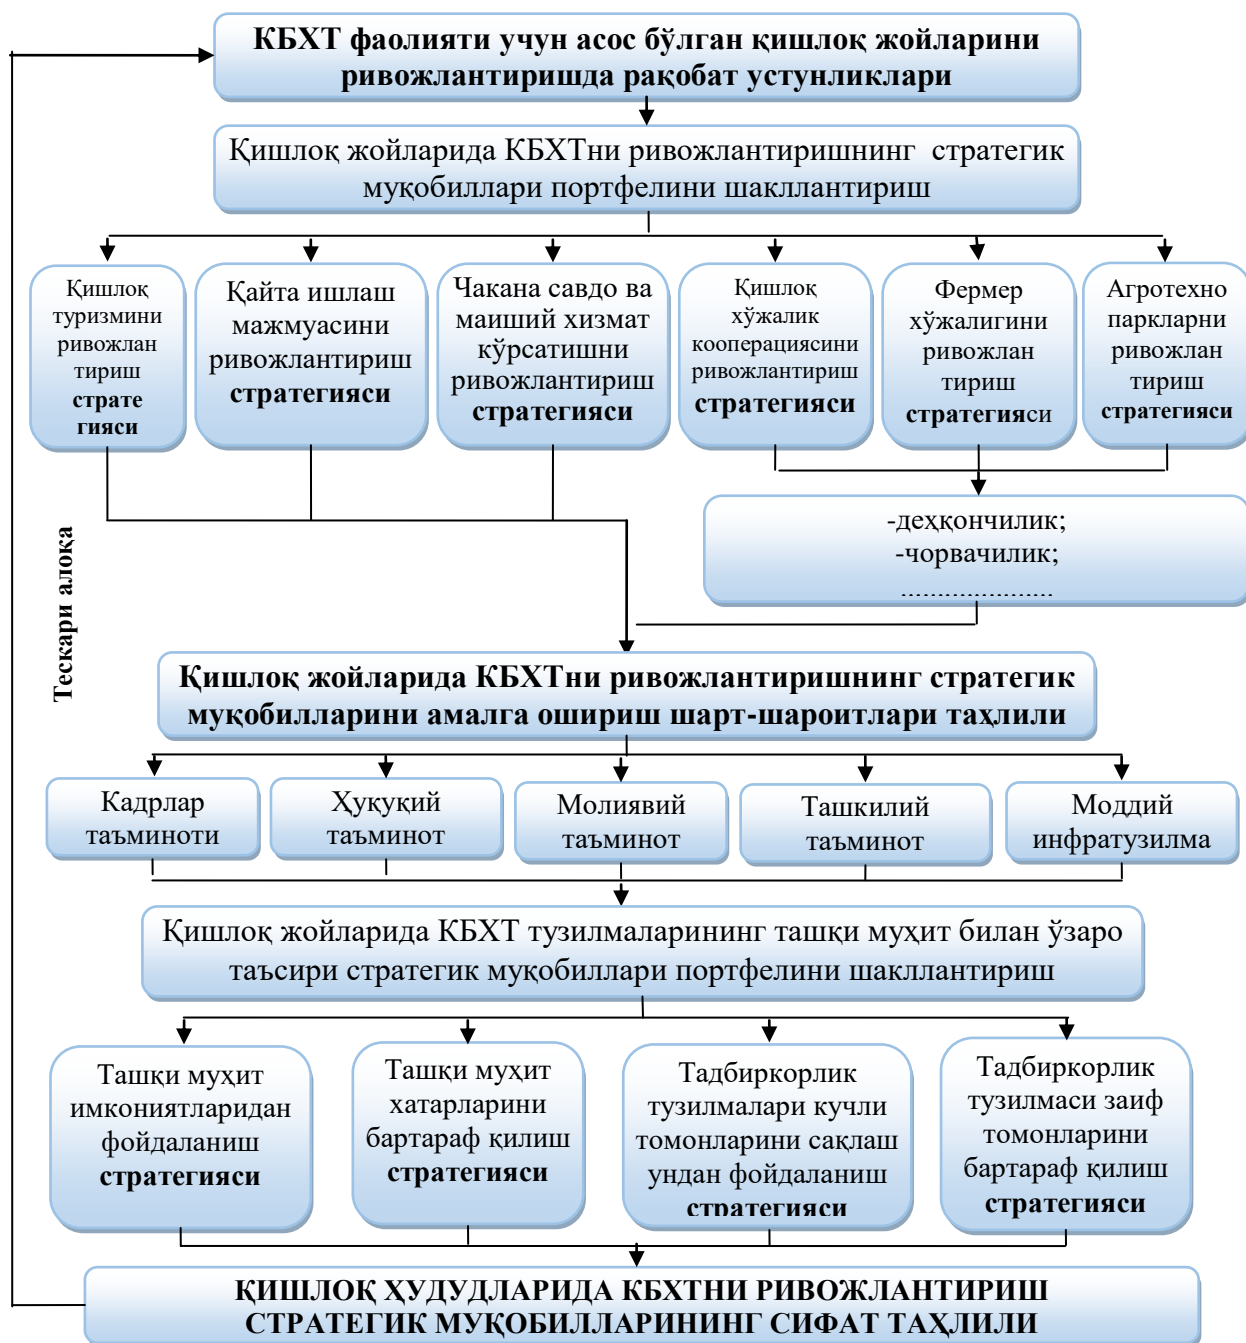 КБХТ фаолияти учун асос бўлган қишлоқ жойларини
ривожлантиришда рақобат устунликлари
Қишлоқ жойларида КБХТни ривожлантиришнинг стратегик
муқобиллари портфелини шакллантириш
Қишлоқ
туризмини
ривожлан
тириш
страте
гияси
Қайта ишлаш
мажмуасини
ривожлантириш
стратегияси
Чакана савдо ва
маиший хизмат
кўрсатишни
ривожлантириш
стратегияси
Қишлоқ
хўжалик
кооперациясини
ривожлантириш
стратегияси
Фермер
хўжалигини
ривожлан
тириш
стратегияси
Агротехно
паркларни
ривожлан
тириш
стратегияси
-деҳқончилик;
-чорвачилик;
.....................
Тескари алоқа
Қишлоқ жойларида КБХТни ривожлантиришнинг стратегик
муқобилларини амалга ошириш шарт-шароитлари таҳлили
Кадрлар
таъминоти
Ҳуқуқий
таъминот
Молиявий
таъминот
Ташкилий
таъминот
Моддий
инфратузилма
Қишлоқ жойларида КБХТ тузилмаларининг ташқи муҳит билан ўзаро
таъсири стратегик муқобиллари портфелини шакллантириш
Ташқи муҳит
имкониятларидан
фойдаланиш
стратегияси
Ташқи муҳит
хатарларини
бартараф қилиш
стратегияси
Тадбиркорлик
тузилмалари кучли
томонларини сақлаш
ундан фойдаланиш
стратегияси
Тадбиркорлик
тузилмаси заиф
томонларини
бартараф қилиш
стратегияси
ҚИШЛОҚ ҲУДУДЛАРИДА КБХТНИ РИВОЖЛАНТИРИШ
СТРАТЕГИК МУҚОБИЛЛАРИНИНГ СИФАТ ТАҲЛИЛИ